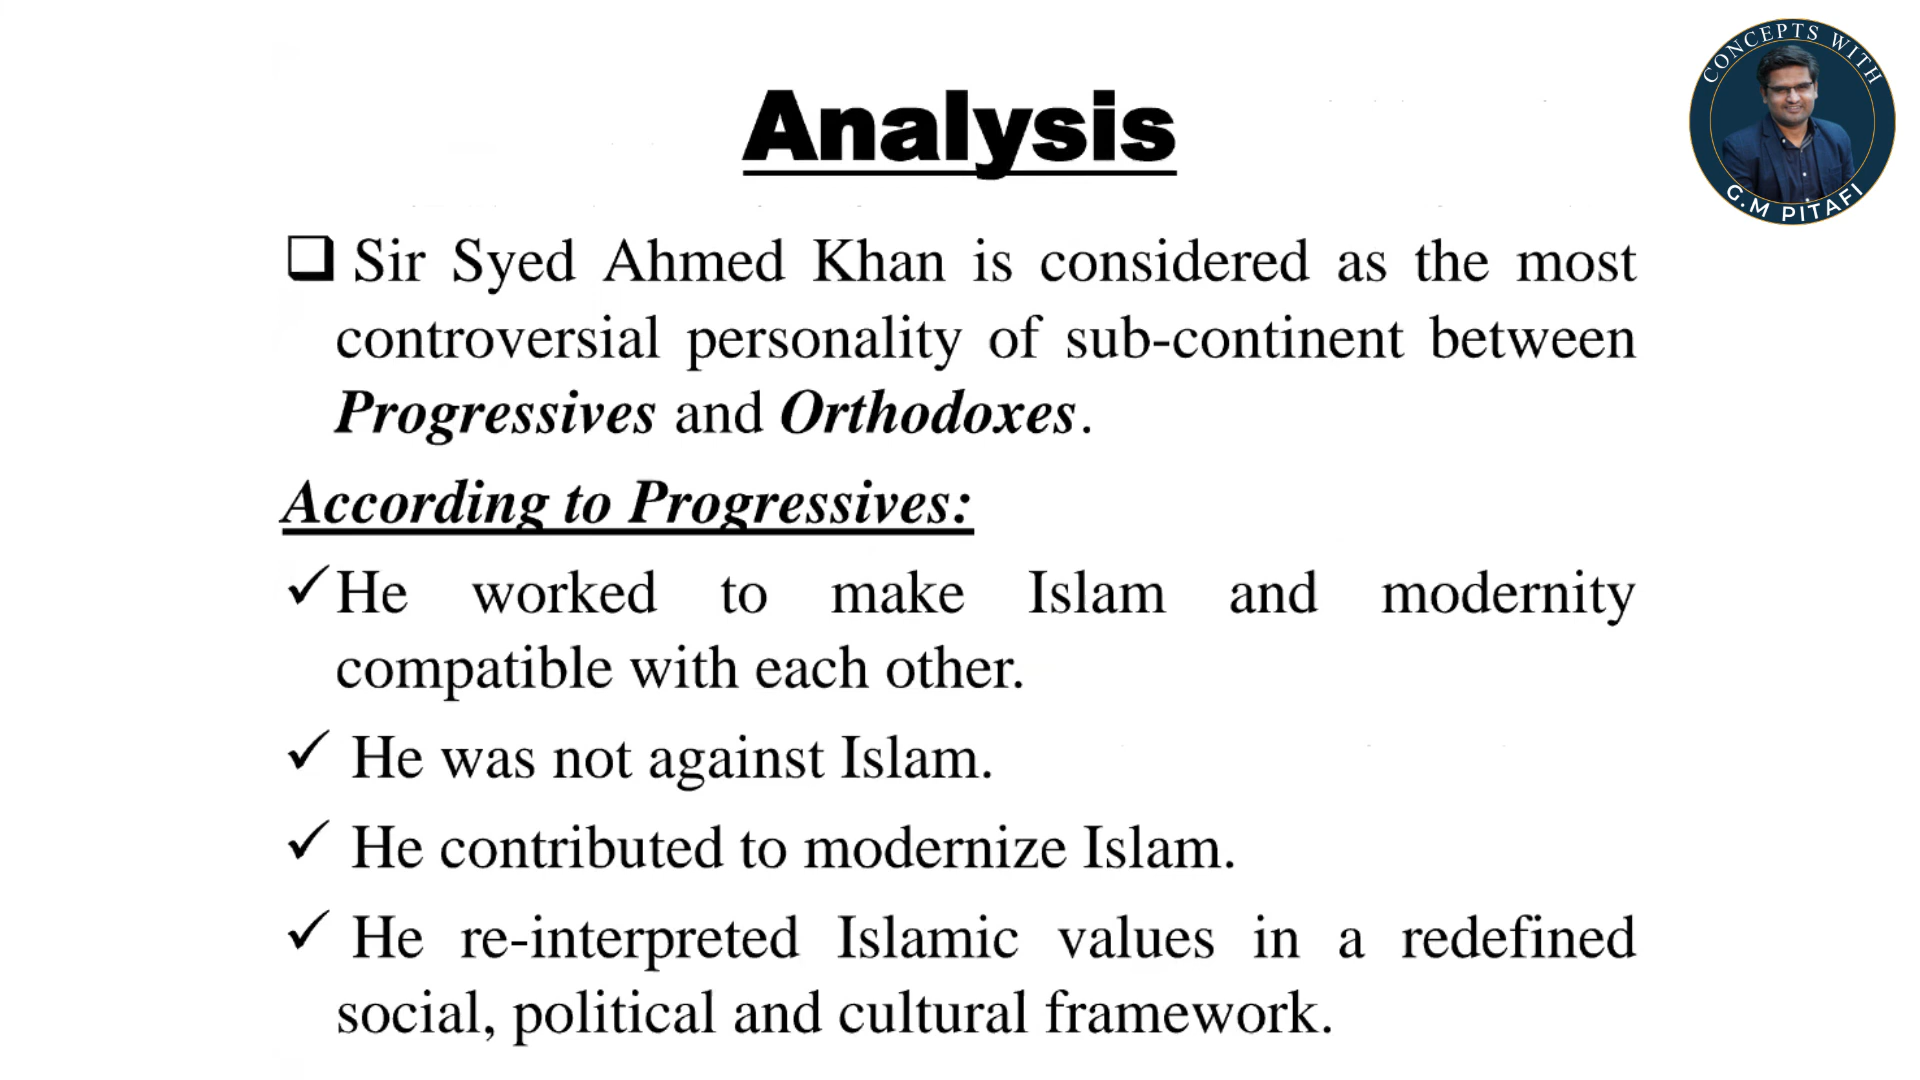 CONCEPTS WITH
G.M PITAFI
Analysis
Sir Syed Ahmed Khan is considered as the most
controversial personality of sub-continent between
Progressives and Orthodoxes.
According to Progressives:
He worked to make Islam and modernity
compatible with each other.
He was not against Islam.
He contributed to modernize Islam.
He re-interpreted Islamic values in a redefined
social, political and cultural framework.